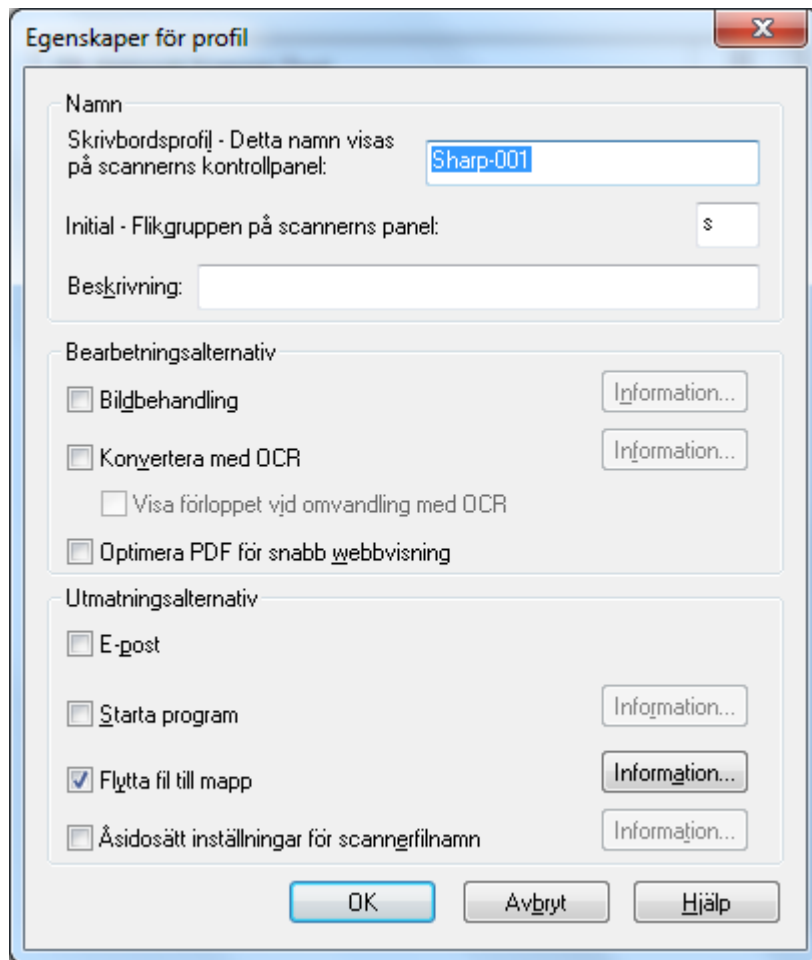 Egenskaper för profil
Namn
Skrivbordsprofil - Detta namn visas
på scannerns kontrollpanel:
Sharp-001
Initial - Flikgruppen på scannerns panel:
s
Beskrivning:
Bearbetningsalternativ
Bildbehandling
Information...
Konvertera med OCR
Information...
Visa förloppet vid omvandling med OCR
Optimera PDF för snabb webbvisning
Utmatningsalternativ
E-post
Starta program
Information...
Flytta fil till mapp
Information...
Åsidosätt inställningar för scannerfilnamn
Information...
OK
Avbryt
Hjälp